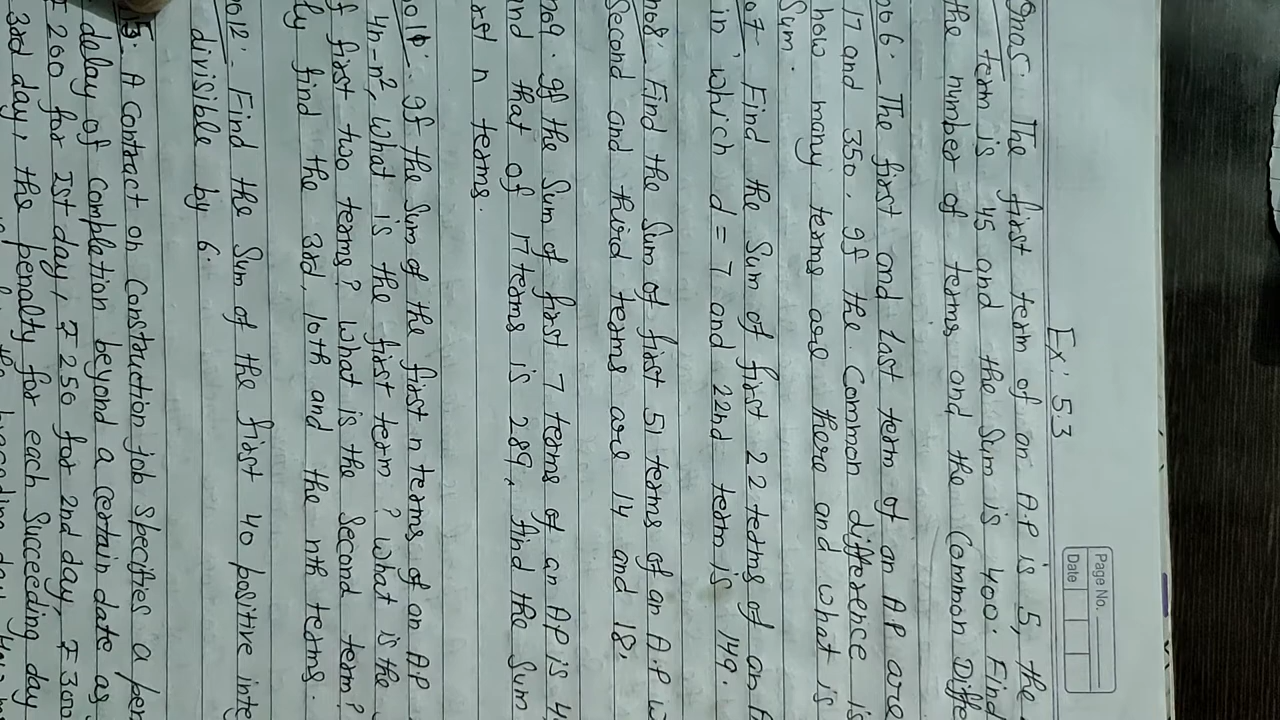 Page No.
Date
Ex: 5.3
The first term of an A.P is 5, the
term is 45 and the Sum is 400. Find
the number of terms and the Common Diffe
no 6. The first and last term of an A.P are
17 and 350. If the Common difference is
how many terms are there and what is
Sum.
o7 Find the Sum of first 22 terms of an A
in which d = 7 and 22nd term is 149.
no8. Find the Sum of first 51 terms of an A.P w
Second and third terms are 14 and 18.
no9. If the Sum of first 7 terms of an AP is 4
and that of 17 terms is 289, find the Sum
rst n terms.
If the Sum of the first n terms of an AP
4n-n², what is the first term? what is the
f first two terms? what is the Second term?
ly find the 3rd, 10th and the nth terms.
no12. Find the Sum of the first 40 positive inte
divisible by 6.
A Contract on Construction job Specifies a pen
delay of Completion beyond a certain date as
₹ 200 for 1st day, ₹ 250 for 2nd day, ₹ 300
3rd day, the penalty for each Succeeding day
the preceding day